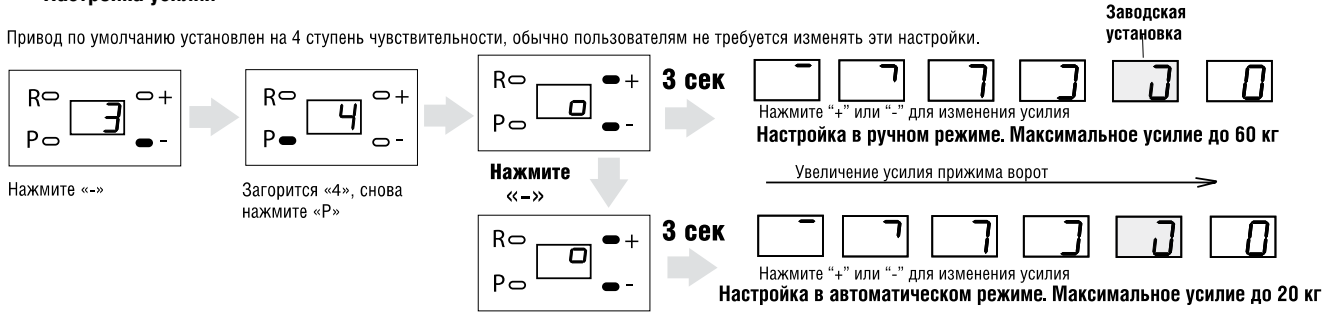 Заводская
установка
Привод по умолчанию установлен на 4 ступень чувствительности, обычно пользователям не требуется изменять эти настройки.
R + 3 P -
R + 4 P -
R + o P -
3 сек
Нажмите “+” или “-” для изменения усилия
Настройка в ручном режиме. Максимальное усилие до 60 кг
Нажмите «-»
Загорится «4», снова
нажмите «P»
Нажмите
«–»
Увеличение усилия прижима ворот
R + o P -
3 сек
Нажмите “+” или “-” для изменения усилия
Настройка в автоматическом режиме. Максимальное усилие до 20 кг